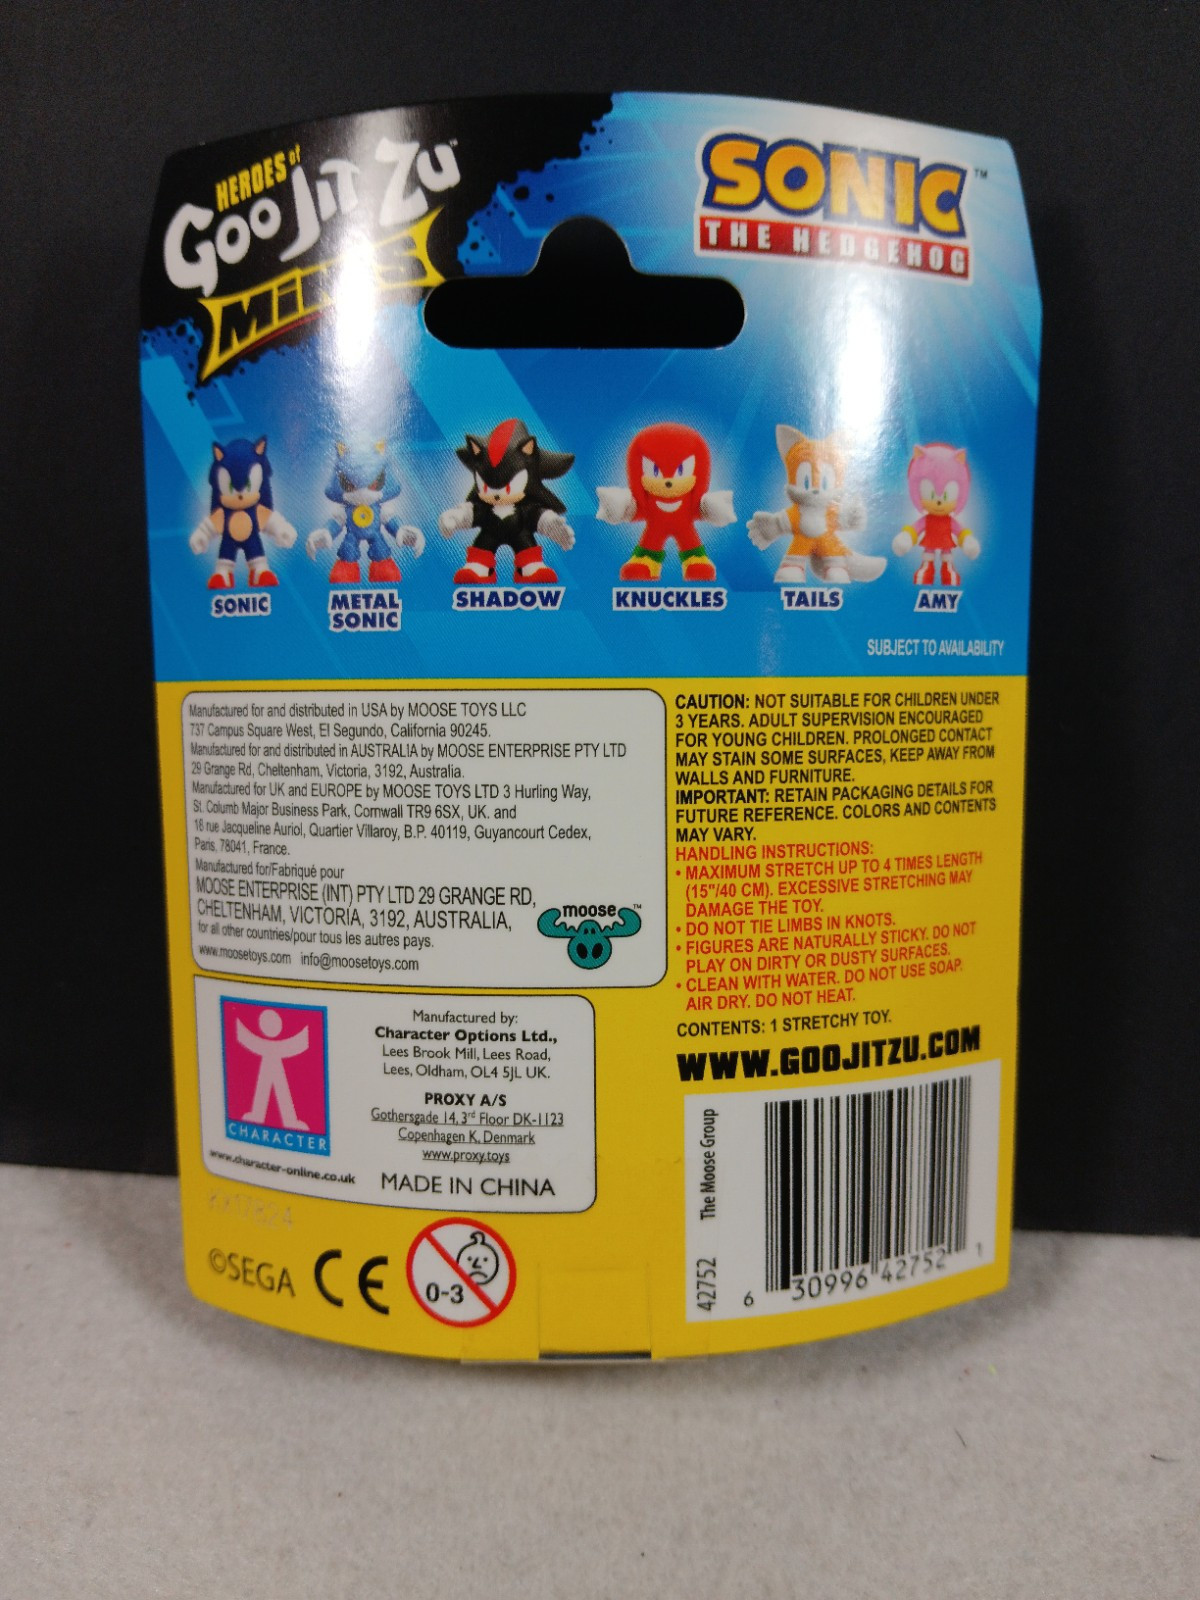 HEROES of
Goo Jit Zu™
Minis
SONIC™
THE HEDGEHOG
SONIC
METAL
SONIC
SHADOW
KNUCKLES
TAILS
AMY
SUBJECT TO AVAILABILITY
Manufactured for and distributed in USA by MOOSE TOYS LLC
737 Campus Square West, El Segundo, California 90245.
Manufactured for and distributed in AUSTRALIA by MOOSE ENTERPRISE PTY LTD
29 Grange Rd, Cheltenham, Victoria, 3192, Australia.
Manufactured for UK and EUROPE by MOOSE TOYS LTD 3 Hurling Way,
St. Columb Major Business Park, Cornwall TR9 6SX, UK. and
18 rue Jacqueline Auriol, Quartier Villaroy, B.P. 40119, Guyancourt Cedex,
Paris, 78041, France.
Manufactured for/Fabriqué pour
MOOSE ENTERPRISE (INT) PTY LTD 29 GRANGE RD,
CHELTENHAM, VICTORIA, 3192, AUSTRALIA,
for all other countries/pour tous les autres pays.
www.moosetoys.com info@moosetoys.com
moose™
CAUTION: NOT SUITABLE FOR CHILDREN UNDER
3 YEARS. ADULT SUPERVISION ENCOURAGED
FOR YOUNG CHILDREN. PROLONGED CONTACT
MAY STAIN SOME SURFACES, KEEP AWAY FROM
WALLS AND FURNITURE.
IMPORTANT: RETAIN PACKAGING DETAILS FOR
FUTURE REFERENCE. COLORS AND CONTENTS
MAY VARY.
HANDLING INSTRUCTIONS:
• MAXIMUM STRETCH UP TO 4 TIMES LENGTH
(15"/40 CM). EXCESSIVE STRETCHING MAY
DAMAGE THE TOY.
• DO NOT TIE LIMBS IN KNOTS.
• FIGURES ARE NATURALLY STICKY. DO NOT
PLAY ON DIRTY OR DUSTY SURFACES.
• CLEAN WITH WATER. DO NOT USE SOAP.
AIR DRY. DO NOT HEAT.
CONTENTS: 1 STRETCHY TOY.
WWW.GOOJITZU.COM
CHARACTER
www.character-online.co.uk
Manufactured by:
Character Options Ltd.,
Lees Brook Mill, Lees Road,
Lees, Oldham, OL4 5JL UK.
PROXY A/S
Gothersgade 14, 3rd Floor DK-1123
Copenhagen K, Denmark
www.proxy.toys
MADE IN CHINA
©SEGA
CE
0-3
42752 The Moose Group
6 30996 42752 1